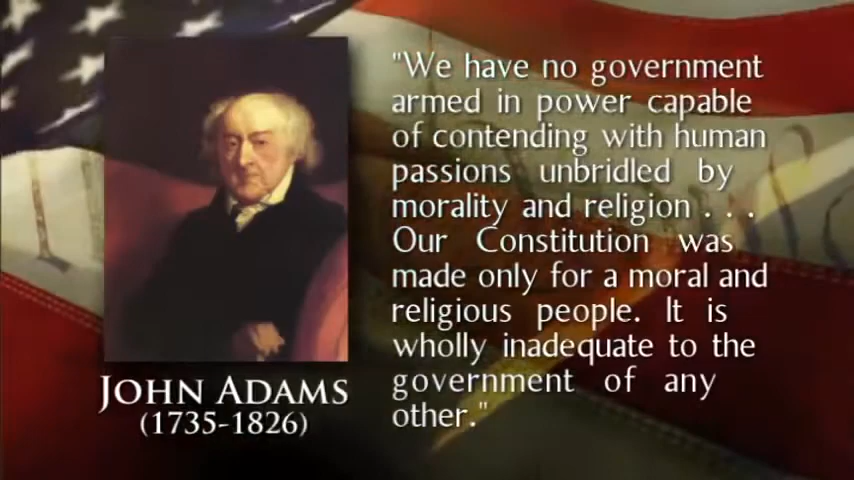 "We have no government
armed in power capable
of contending with human
passions unbridled by
morality and religion . . .
Our Constitution was
made only for a moral and
religious people. It is
wholly inadequate to the
government of any
other."
JOHN ADAMS
(1735-1826)